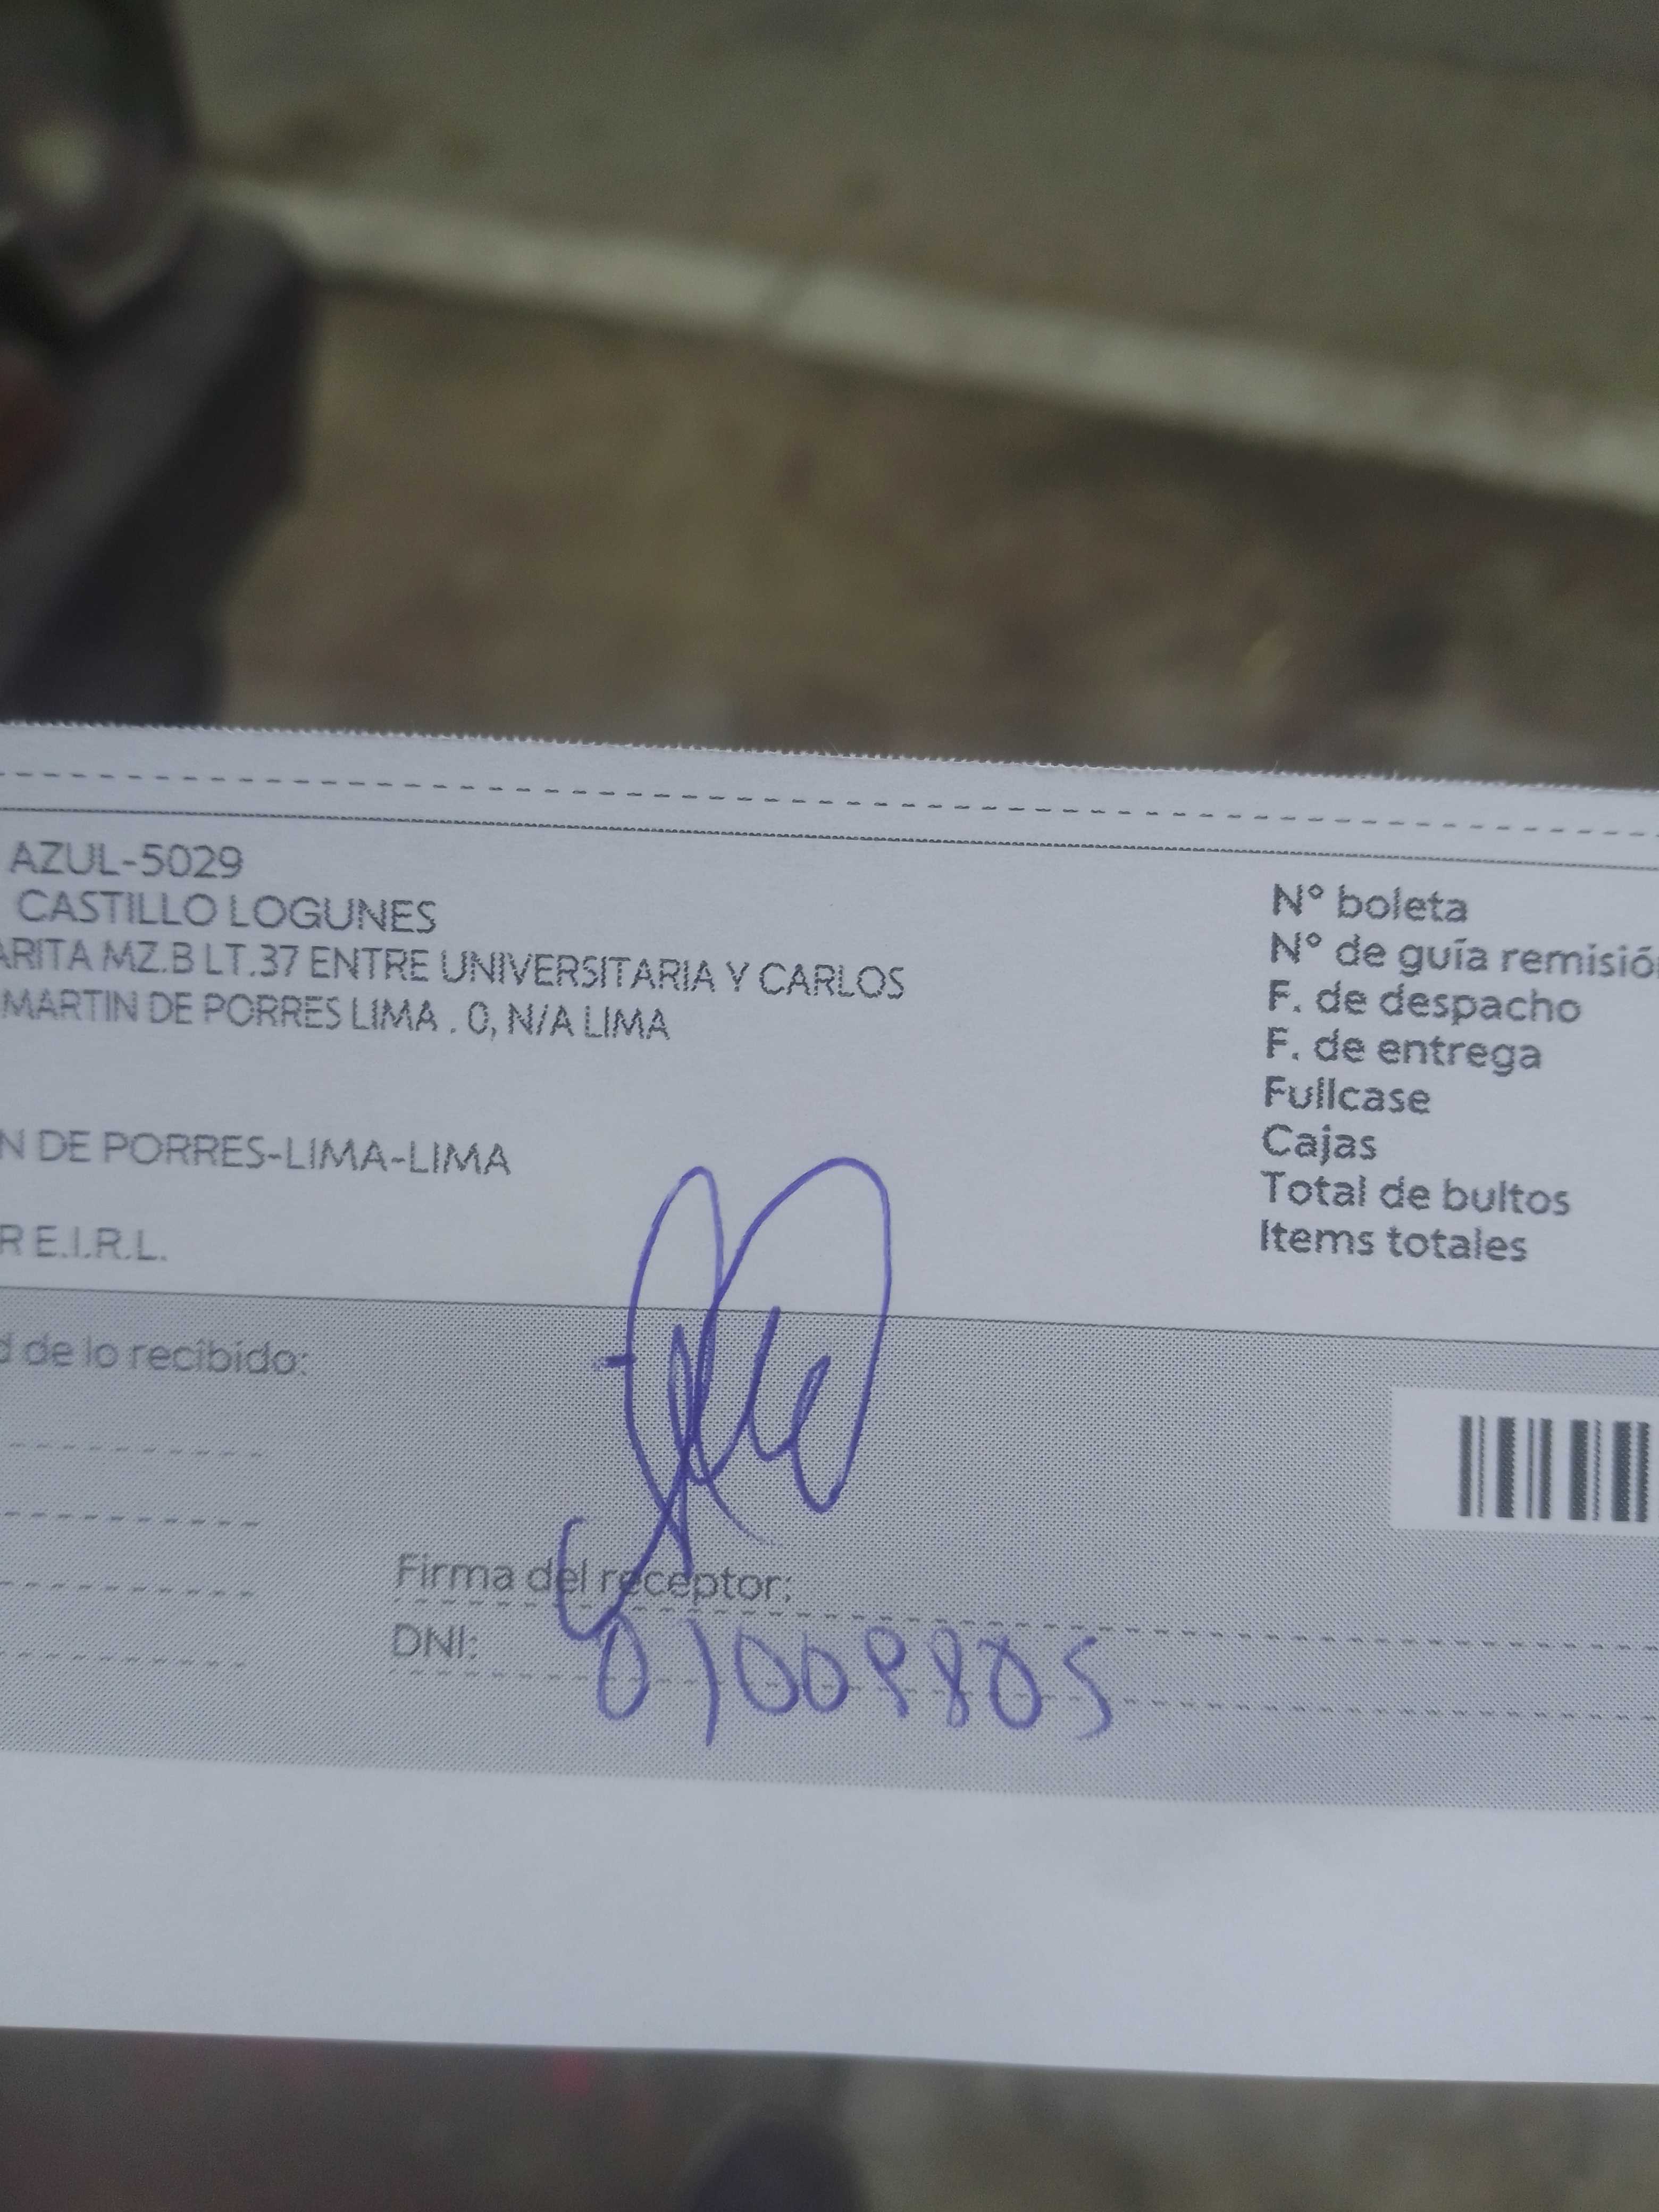 AZUL-5029
CASTILLO LOGUNES
ARITA MZ.B LT.37 ENTRE UNIVERSITARIA Y CARLOS
MARTIN DE PORRES LIMA . 0, N/A LIMA
N DE PORRES-LIMA-LIMA
R E.I.R.L.
N° boleta
N° de guía remisió
F. de despacho
F. de entrega
Fullcase
Cajas
Total de bultos
Items totales
d de lo recibido:
Firma del receptor:
DNI: 01009805